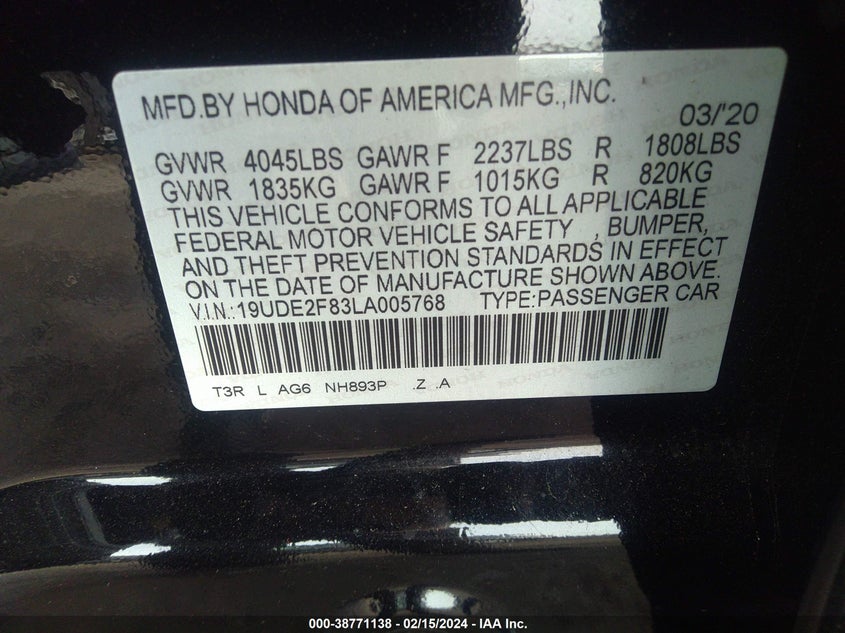 MFD.BY HONDA OF AMERICA MFG.,INC.
03/'20
GVWR 4045LBS GAWR F 2237LBS R 1808LBS
GVWR 1835KG GAWR F 1015KG R 820KG
THIS VEHICLE CONFORMS TO ALL APPLICABLE
FEDERAL MOTOR VEHICLE SAFETY , BUMPER,
AND THEFT PREVENTION STANDARDS IN EFFECT
ON THE DATE OF MANUFACTURE SHOWN ABOVE.
V.I.N.: 19UDE2F83LA005768 TYPE:PASSENGER CAR
T3R L AG6 NH893P .Z .A
000-38771138 - 02/15/2024 - IAA Inc.